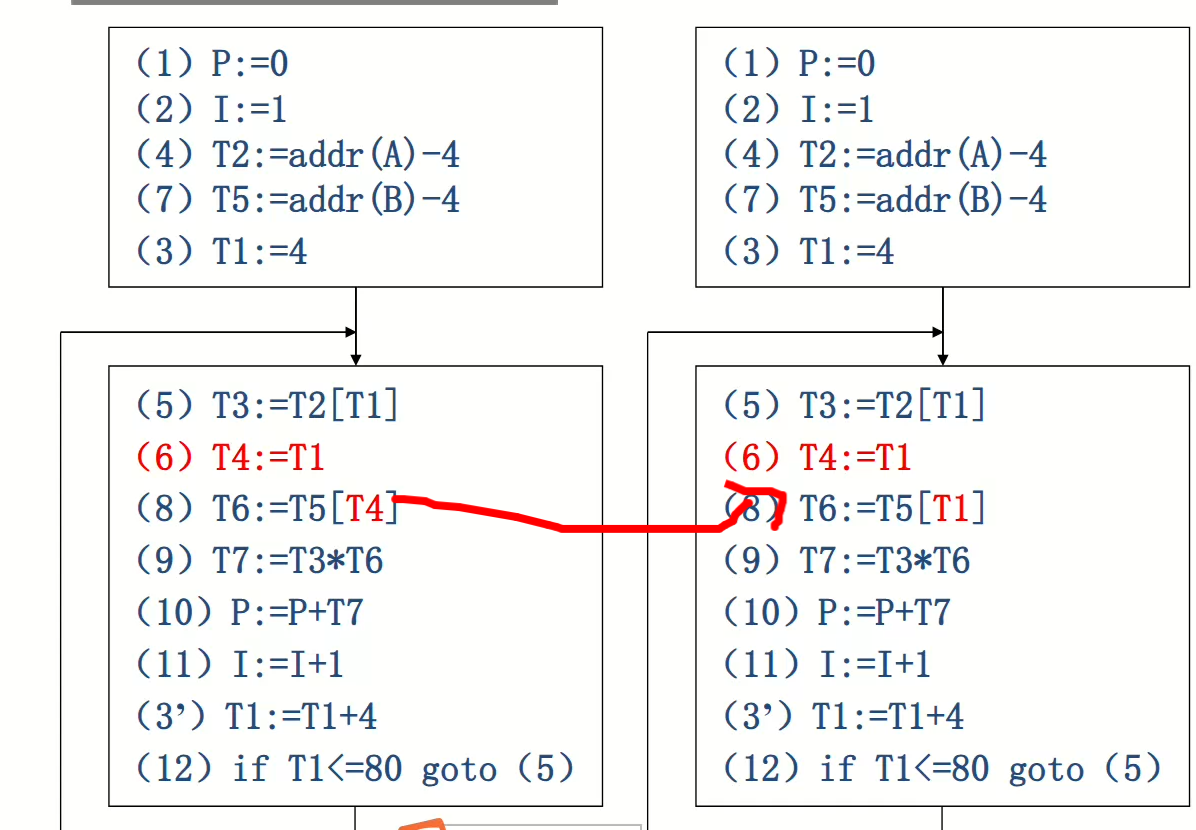 (1) P:=0
(2) I:=1
(4) T2:=addr(A)-4
(7) T5:=addr(B)-4
(3) T1:=4
(5) T3:=T2[T1]
(6) T4:=T1
(8) T6:=T5[T4]
(9) T7:=T3*T6
(10) P:=P+T7
(11) I:=I+1
(3’) T1:=T1+4
(12) if T1<=80 goto (5)
(1) P:=0
(2) I:=1
(4) T2:=addr(A)-4
(7) T5:=addr(B)-4
(3) T1:=4
(5) T3:=T2[T1]
(6) T4:=T1
(8) T6:=T5[T1]
(9) T7:=T3*T6
(10) P:=P+T7
(11) I:=I+1
(3’) T1:=T1+4
(12) if T1<=80 goto (5)